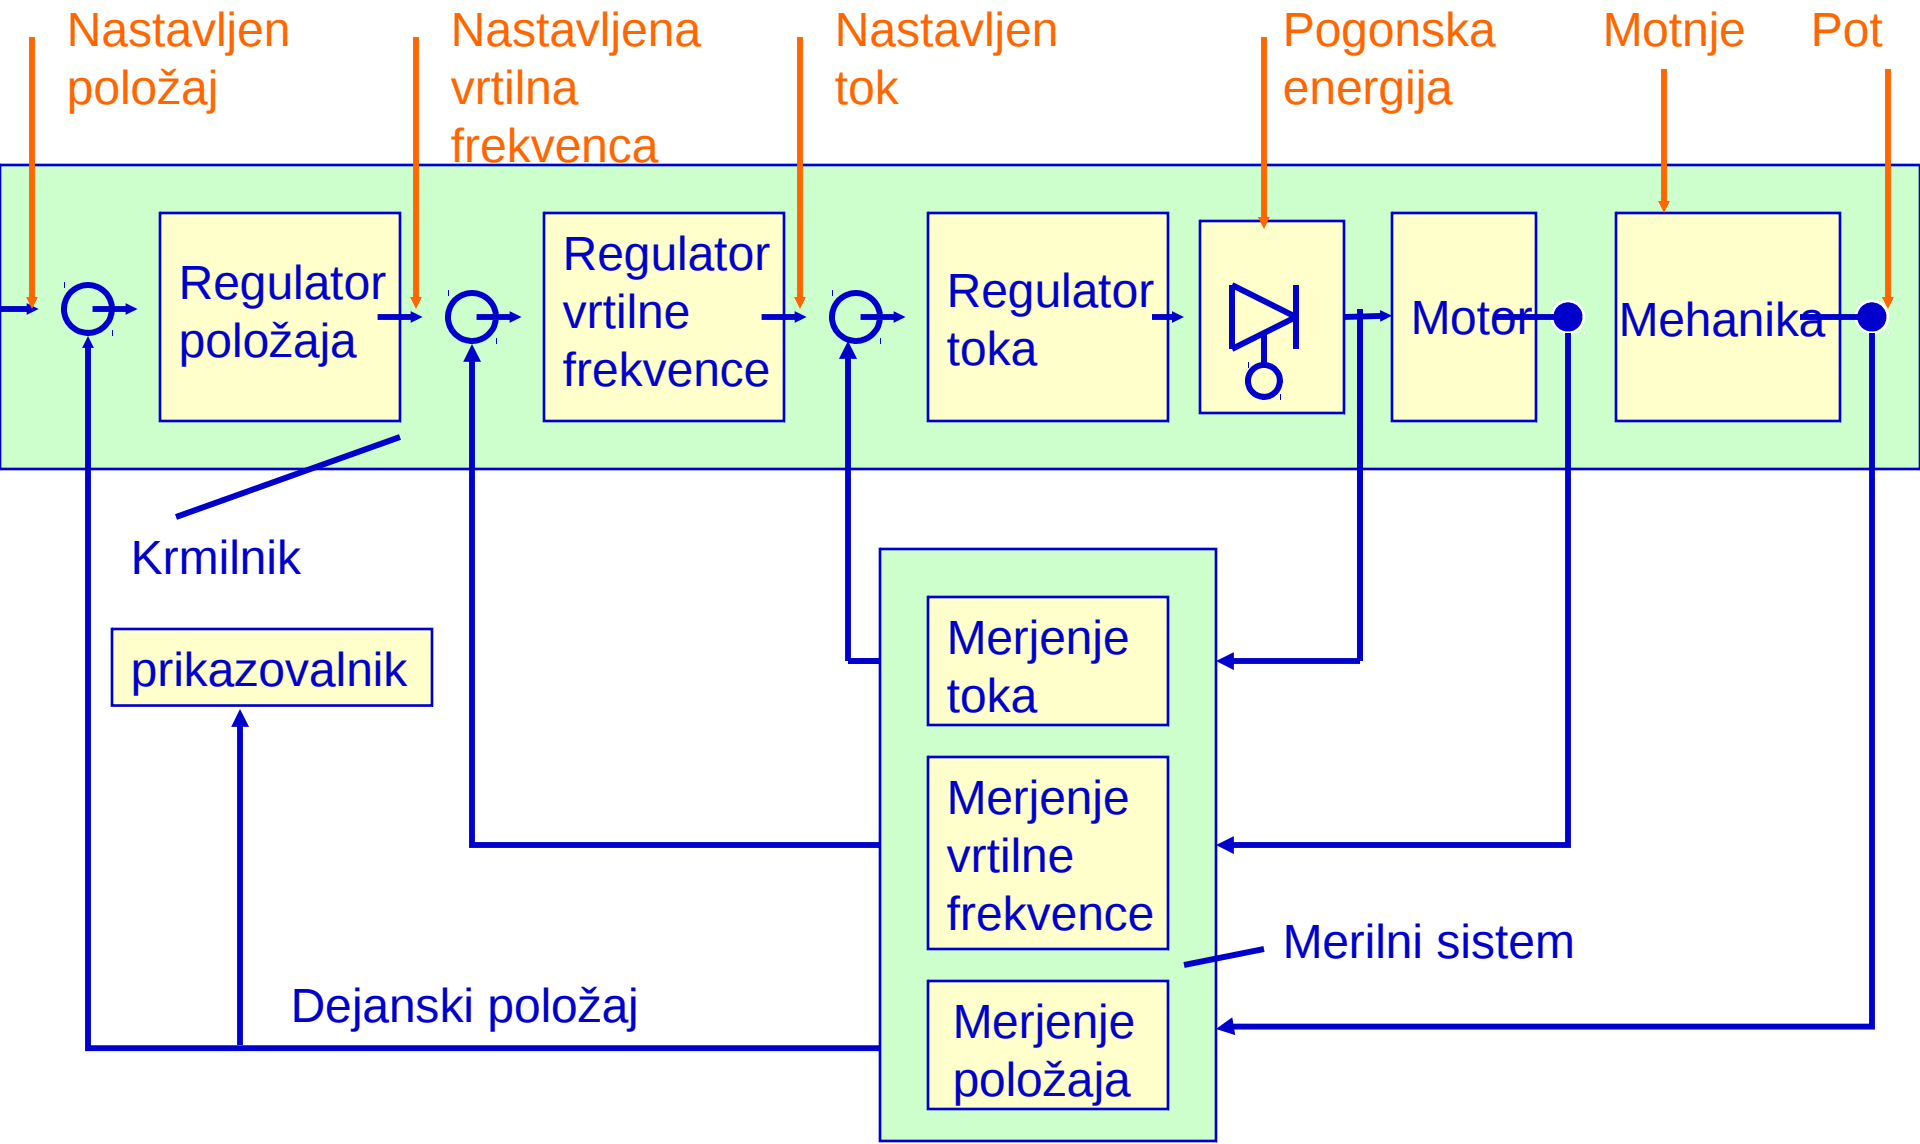 Nastavljen
položaj
Nastavljena
vrtilna
frekvenca
Nastavljen
tok
Pogonska
energija
Motnje
Pot
Regulator
položaja
Regulator
vrtilne
frekvence
Regulator
toka
Motor
Mehanika
Krmilnik
prikazovalnik
Merjenje
toka
Merjenje
vrtilne
frekvence
Merilni sistem
Dejanski položaj
Merjenje
položaja